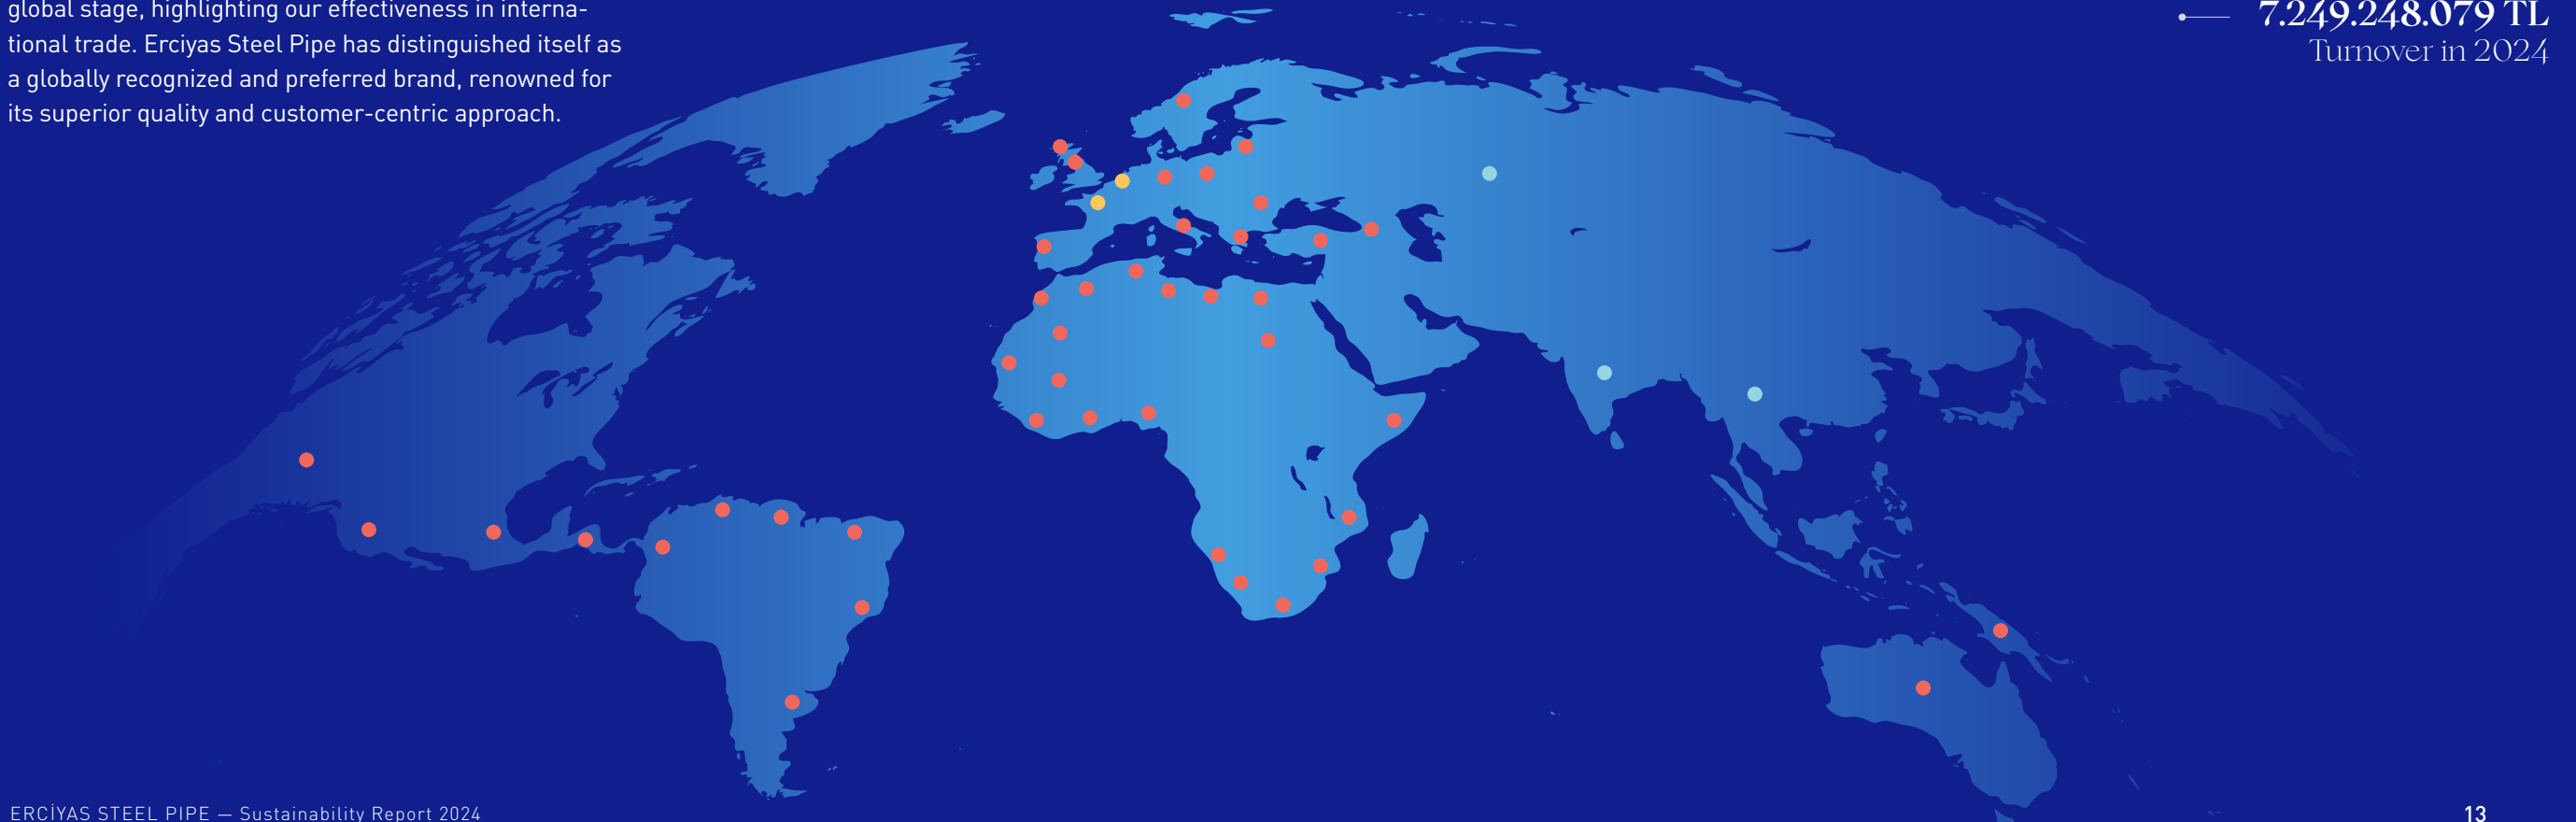 global stage, highlighting our effectiveness in interna-
tional trade. Erciyas Steel Pipe has distinguished itself as
a globally recognized and preferred brand, renowned for
its superior quality and customer-centric approach.
7.249.248.079 TL
Turnover in 2024
ERCİYAS STEEL PIPE — Sustainability Report 2024
13